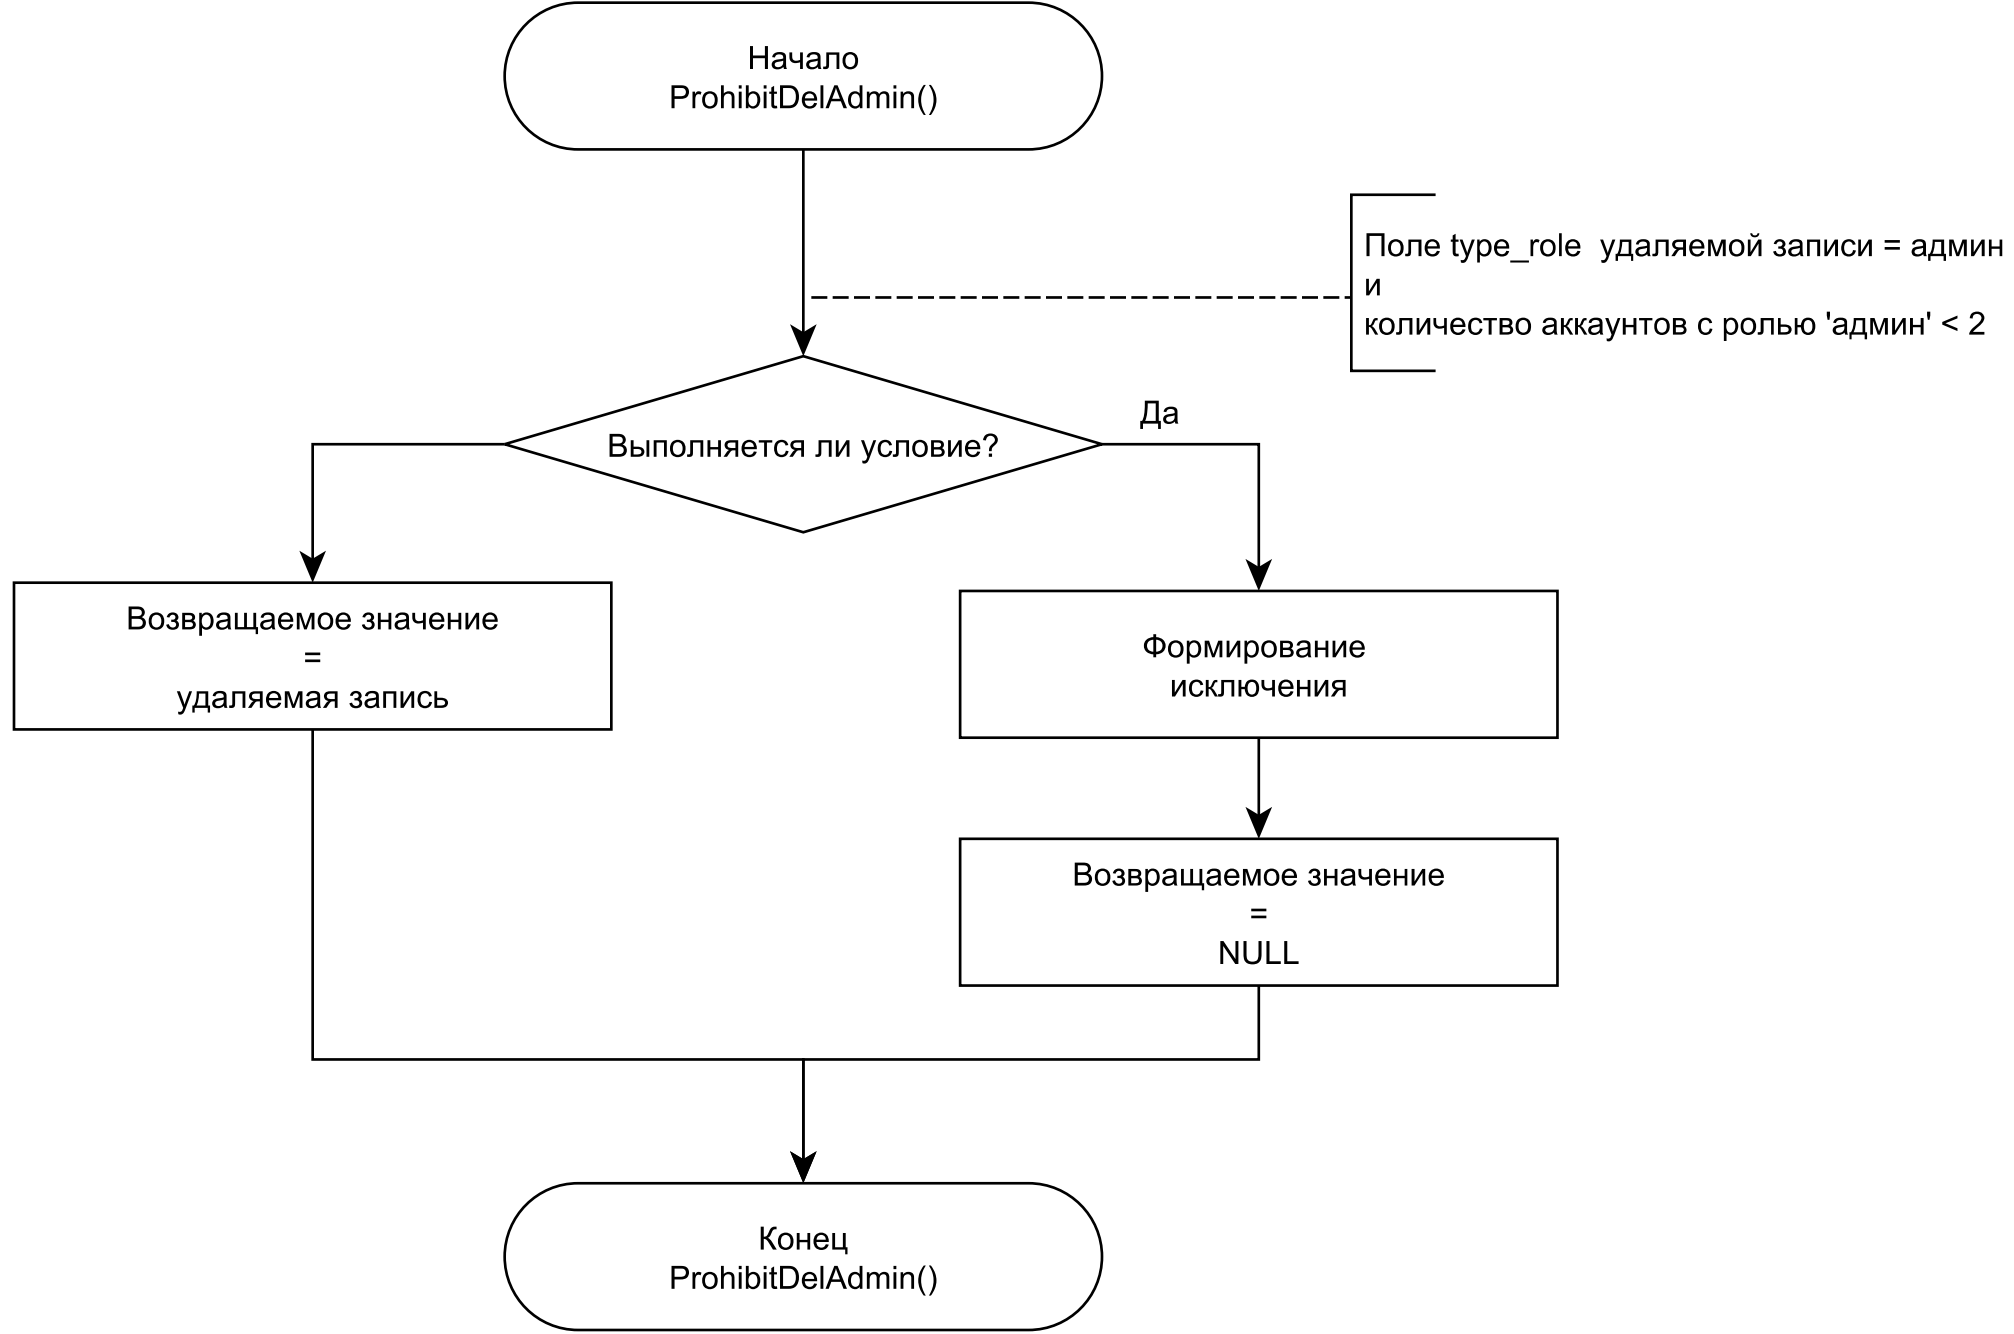 Начало
ProhibitDelAdmin()
Поле type_role  удаляемой записи = админ
и
количество аккаунтов с ролью 'админ' < 2
Да
Выполняется ли условие?
Возвращаемое значение
=
удаляемая запись
Формирование
исключения
Возвращаемое значение
=
NULL
Конец
ProhibitDelAdmin()